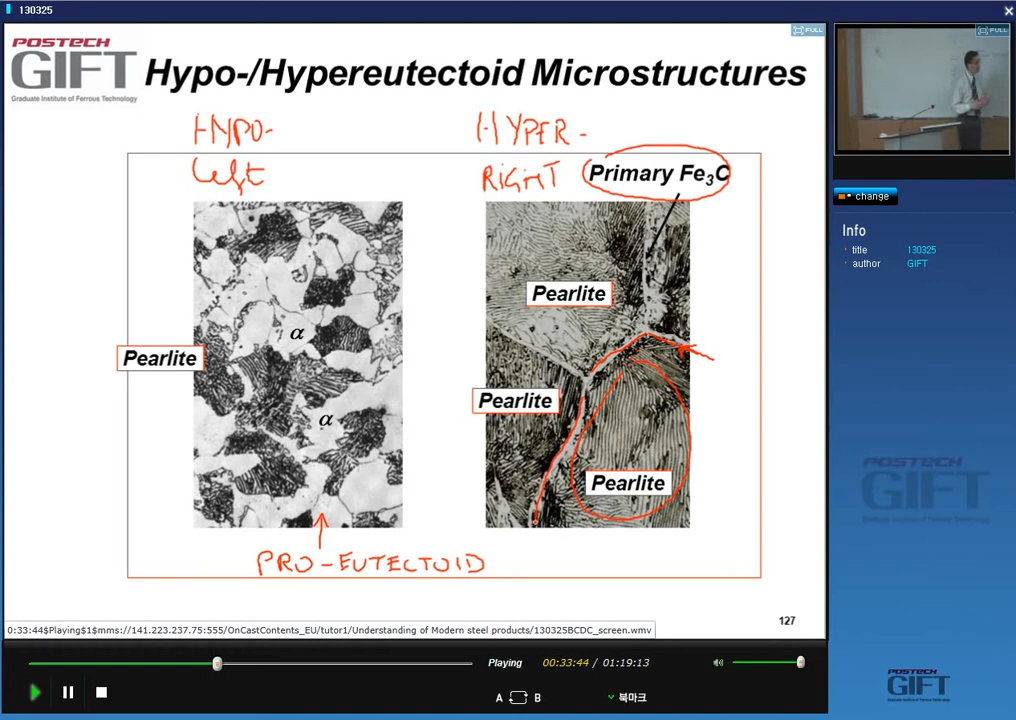 130325
POSTECH
GIFT
Graduate Institute of Ferrous Technology
Hypo-/Hypereutectoid Microstructures
FULL
FULL
HYPO-
HYPER-
Left
RIGHT
Primary Fe₃C
Pearlite
α
Pearlite
Pearlite
α
Pearlite
PRO-EUTECTOID
127
0:33:44$Playing$1$mms://141.223.237.75:555/OnCastContents_EU/tutor1/Understanding of Modern steel products/130325BCDC_screen.wmv
change
Info
title 130325
author GIFT
POSTECH
GIFT
Playing 00:33:44 / 01:19:13
A B 북마크
POSTECH
GIFT